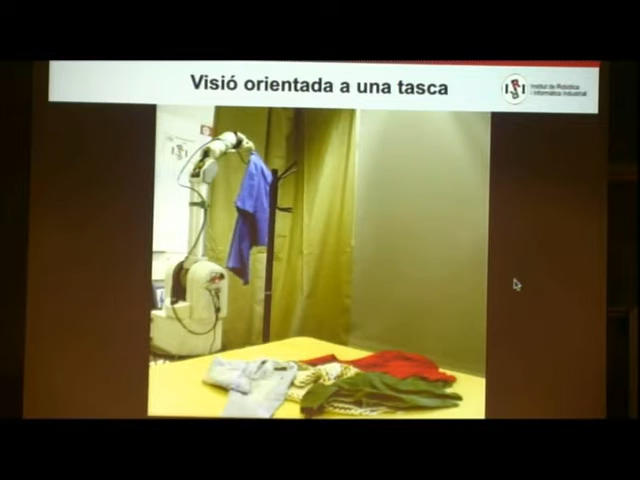 Visió orientada a una tasca
Institut de Robòtica
i Informàtica Industrial